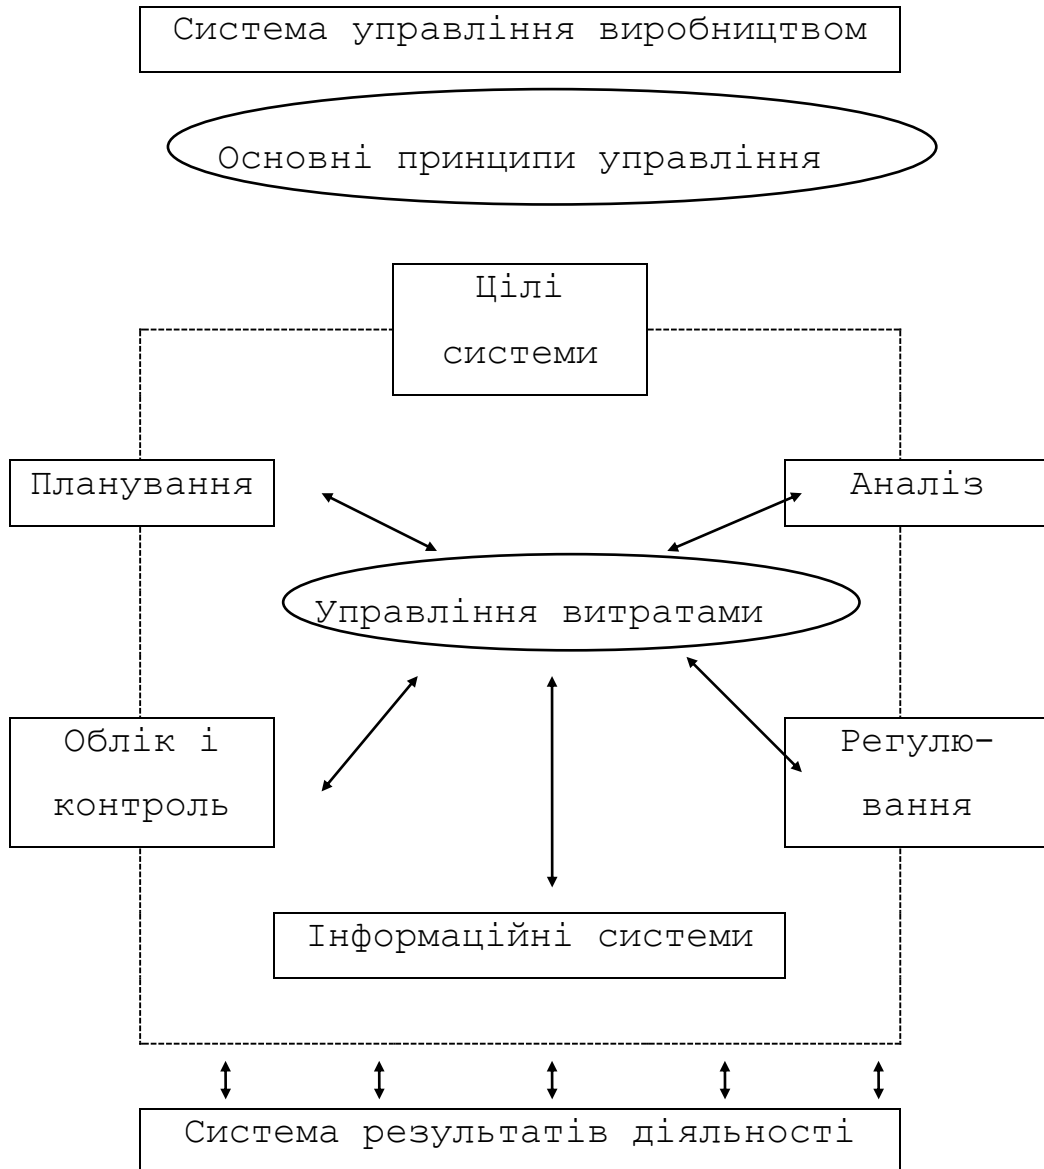 Система управління виробництвом
Основні принципи управління
Цілі
системи
Планування
Аналіз
Управління витратами
Облік і
контроль
Регулю-
вання
Інформаційні системи
Система результатів діяльності